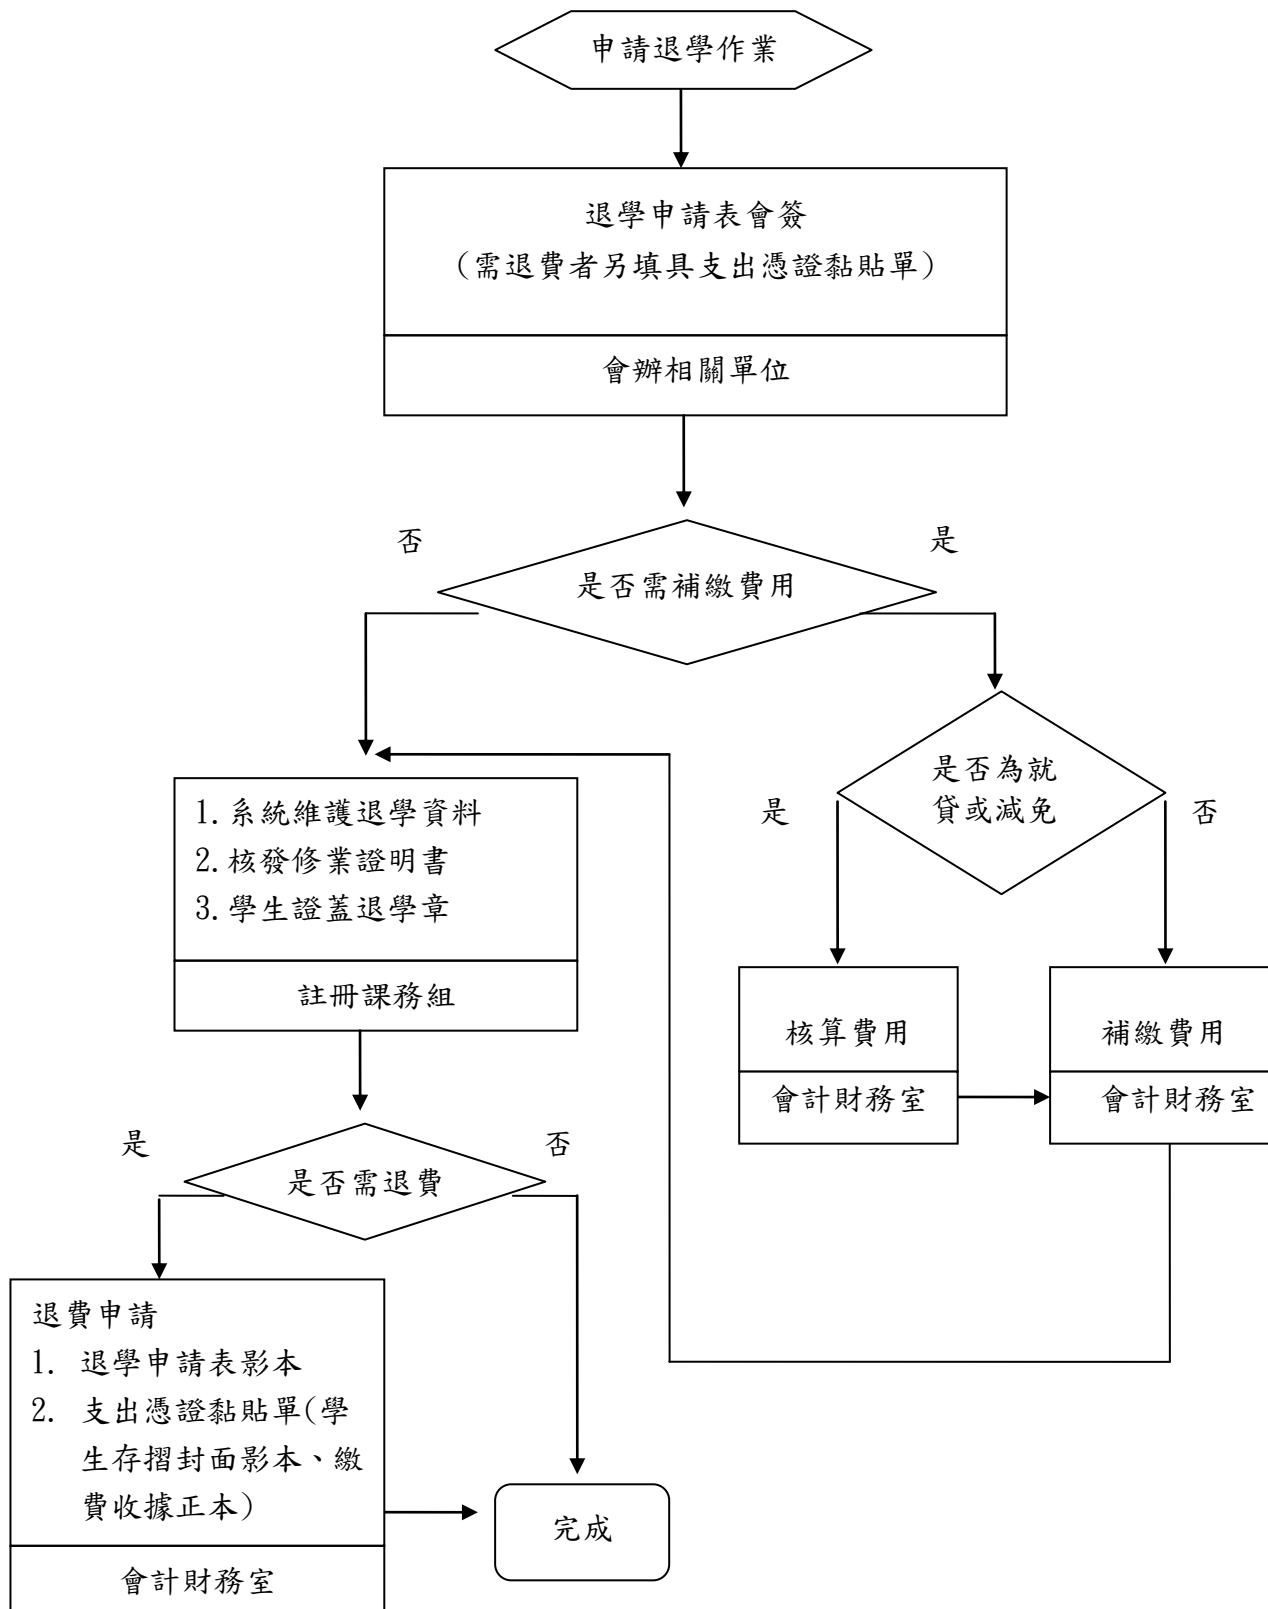 申請退學作業
退學申請表會簽
（需退費者另填具支出憑證黏貼單）
會辦相關單位
否
是
是否需補繳費用
1.系統維護退學資料
2.核發修業證明書
3.學生證蓋退學章
註冊課務組
是否為就
貸或減免
是
否
核算費用
會計財務室
補繳費用
會計財務室
是
否
是否需退費
退費申請
1. 退學申請表影本
2. 支出憑證黏貼單(學
生存摺封面影本、繳
費收據正本)
會計財務室
完成